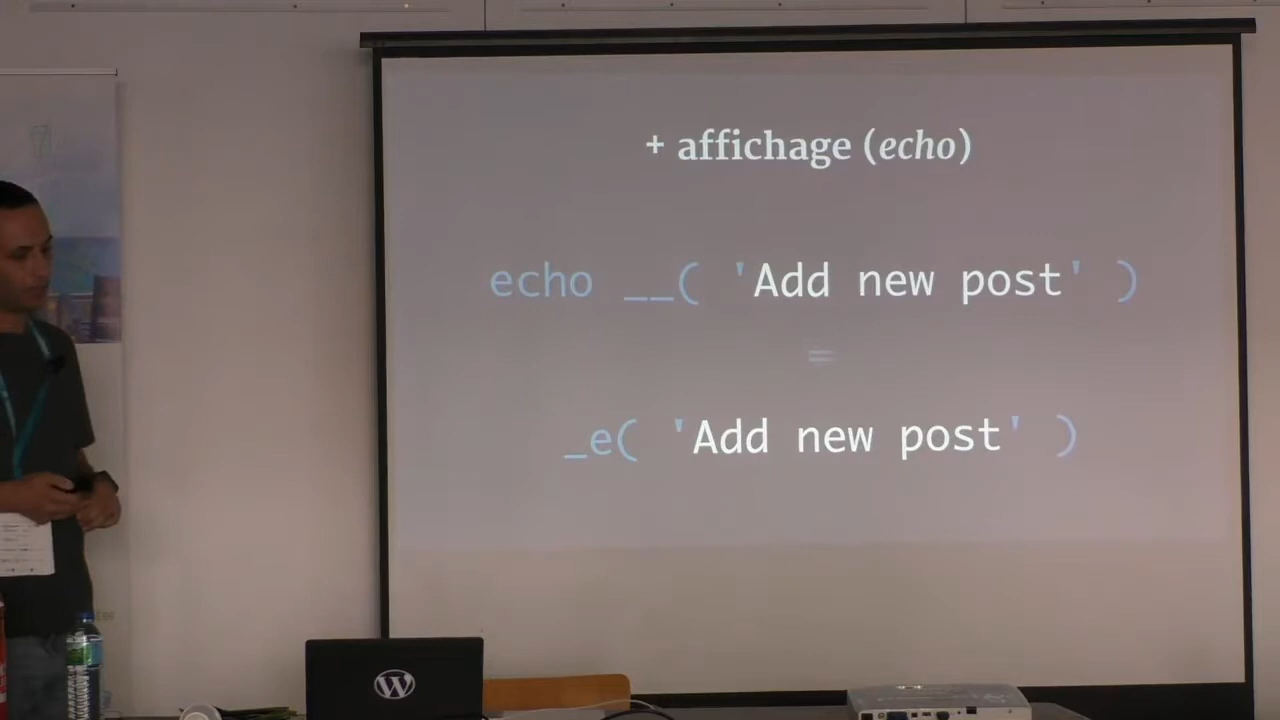 + affichage (echo)
echo __( 'Add new post' )
=
_e( 'Add new post' )